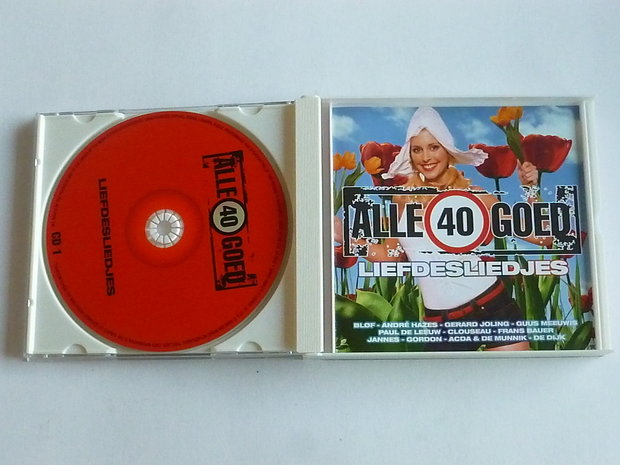 ALLE 40 GOED
LIEFDESLIEDJES
CD 1
ALLE 40 GOED
LIEFDESLIEDJES
BLØF - ANDRÉ HAZES - GERARD JOLING - GUUS MEEUWIS
PAUL DE LEEUW - CLOUSEAU - FRANS BAUER
JANNES - GORDON - ACDA & DE MUNNIK - DE DIJK